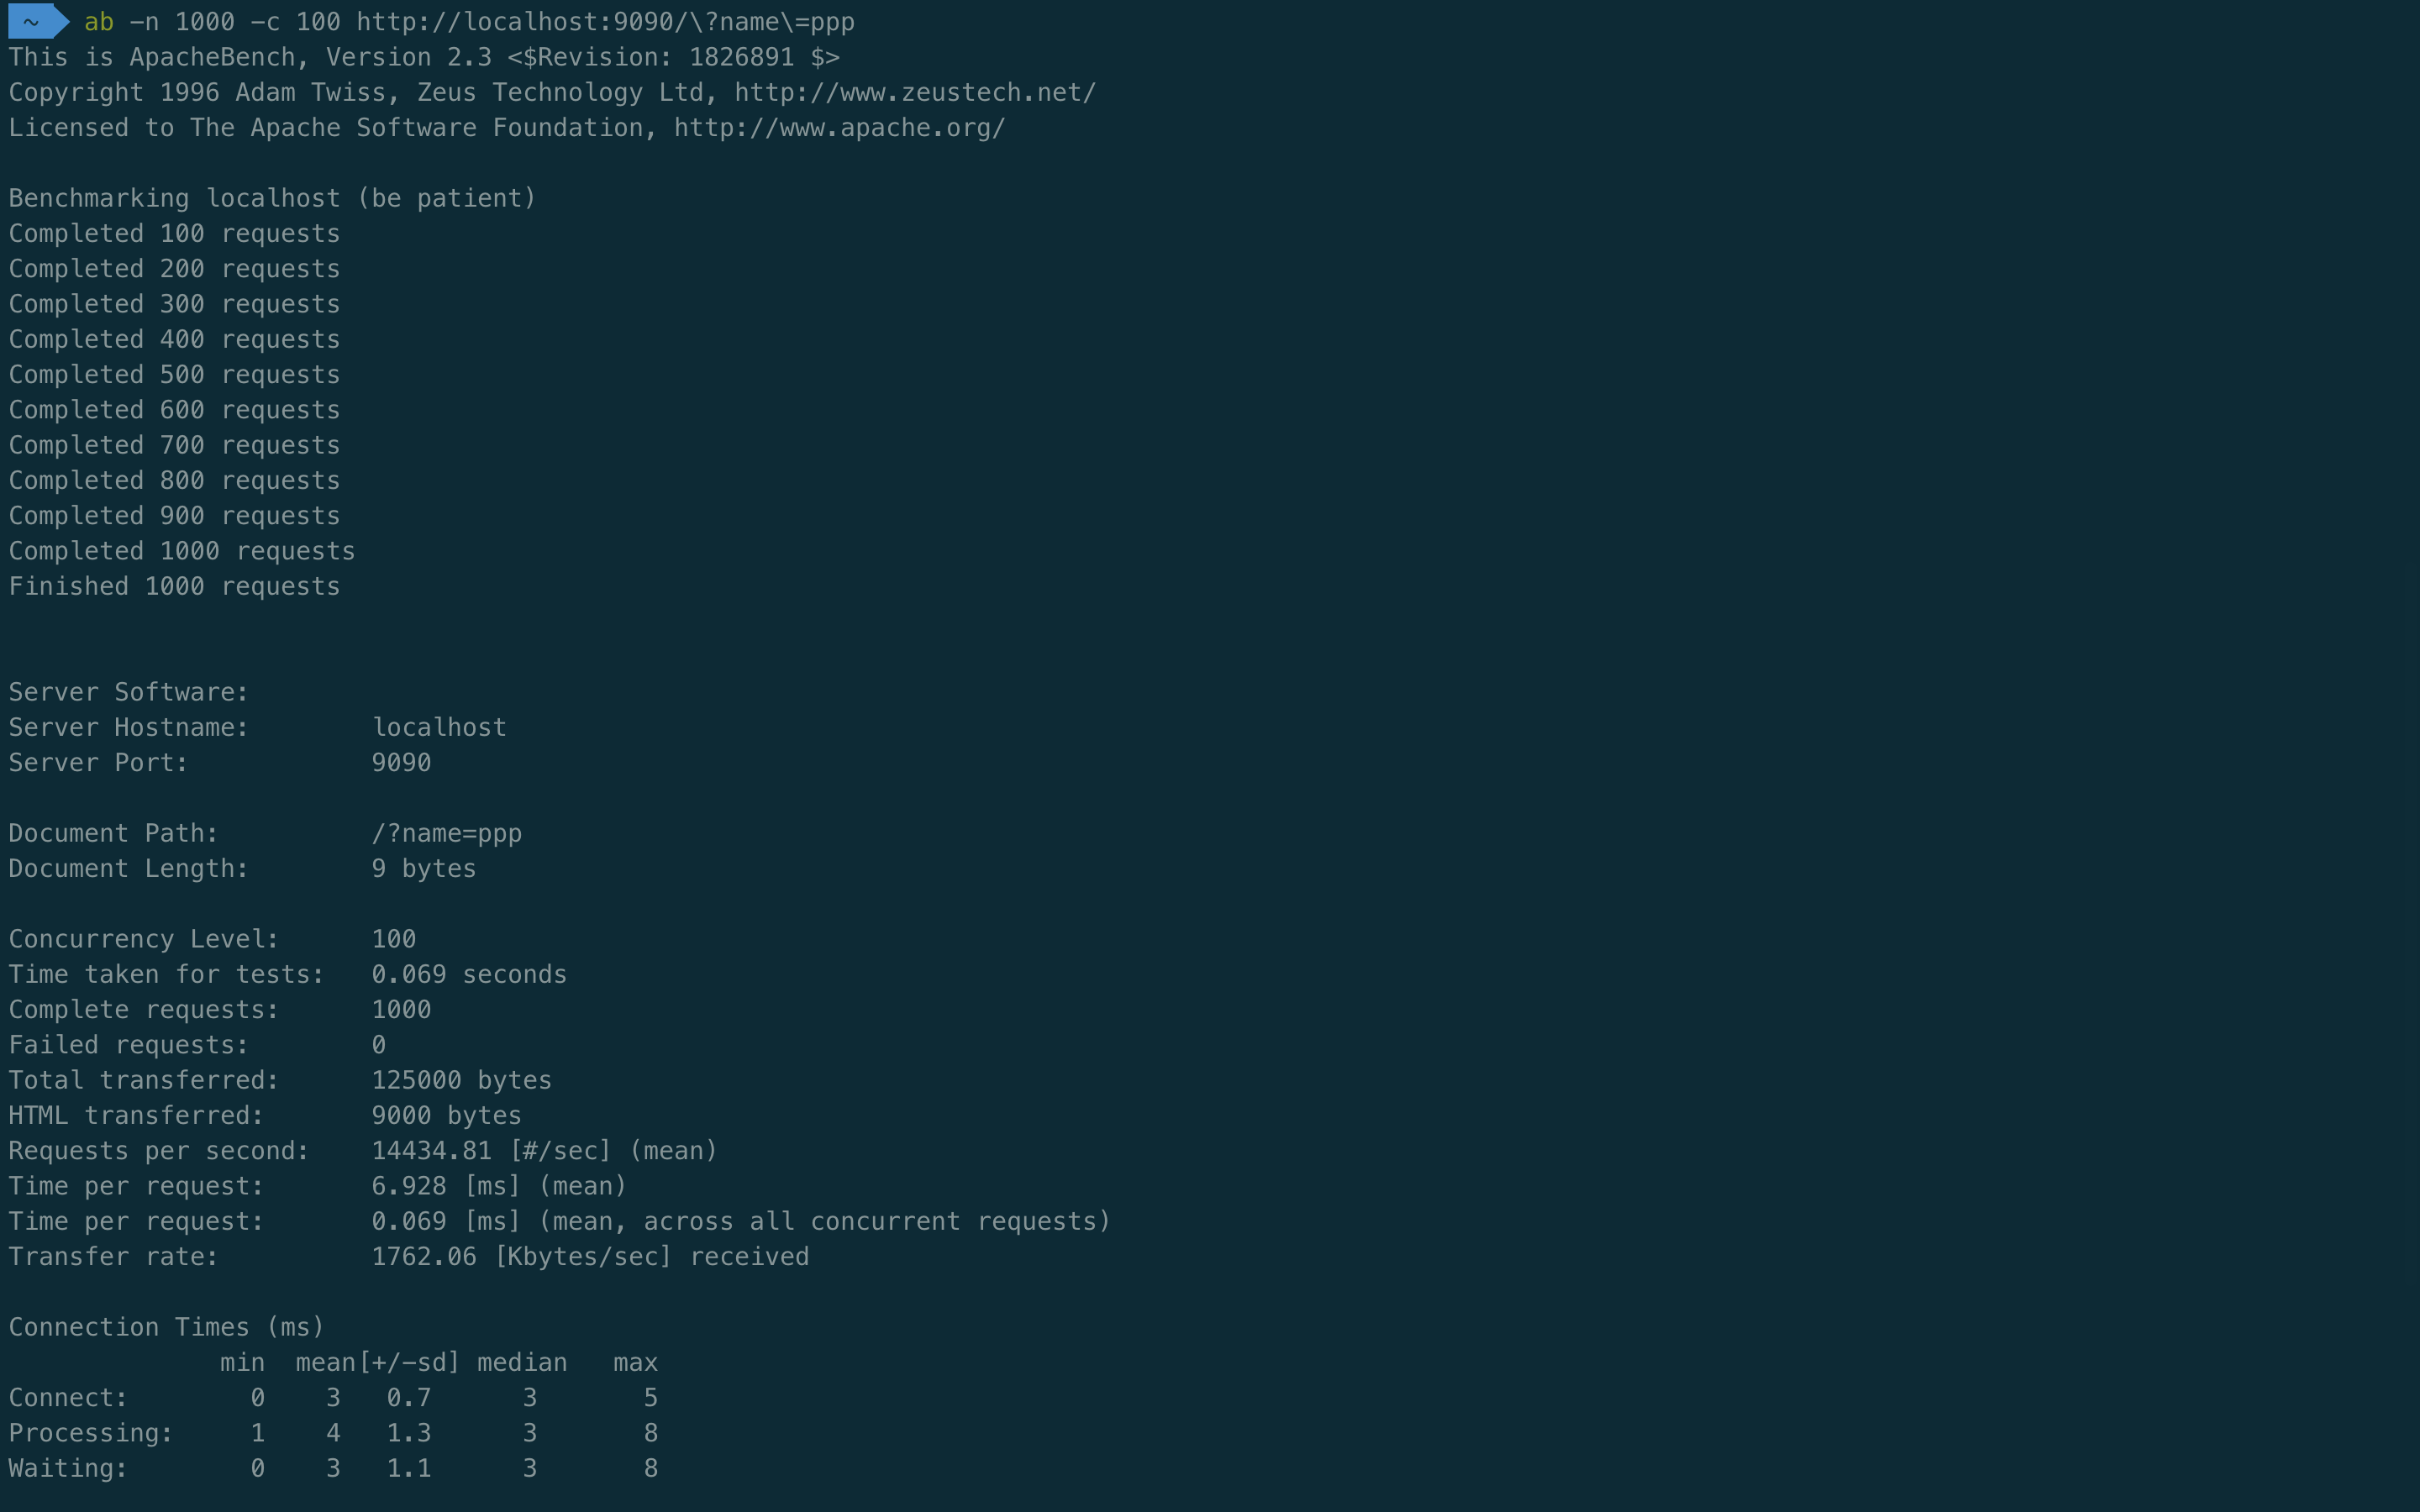 ~ ab -n 1000 -c 100 http://localhost:9090/\?name\=ppp
This is ApacheBench, Version 2.3 <$Revision: 1826891 $>
Copyright 1996 Adam Twiss, Zeus Technology Ltd, http://www.zeustech.net/
Licensed to The Apache Software Foundation, http://www.apache.org/

Benchmarking localhost (be patient)
Completed 100 requests
Completed 200 requests
Completed 300 requests
Completed 400 requests
Completed 500 requests
Completed 600 requests
Completed 700 requests
Completed 800 requests
Completed 900 requests
Completed 1000 requests
Finished 1000 requests


Server Software:
Server Hostname:        localhost
Server Port:            9090

Document Path:          /?name=ppp
Document Length:        9 bytes

Concurrency Level:      100
Time taken for tests:   0.069 seconds
Complete requests:      1000
Failed requests:        0
Total transferred:      125000 bytes
HTML transferred:       9000 bytes
Requests per second:    14434.81 [#/sec] (mean)
Time per request:       6.928 [ms] (mean)
Time per request:       0.069 [ms] (mean, across all concurrent requests)
Transfer rate:          1762.06 [Kbytes/sec] received

Connection Times (ms)
              min  mean[+/-sd] median   max
Connect:        0    3   0.7      3       5
Processing:     1    4   1.3      3       8
Waiting:        0    3   1.1      3       8